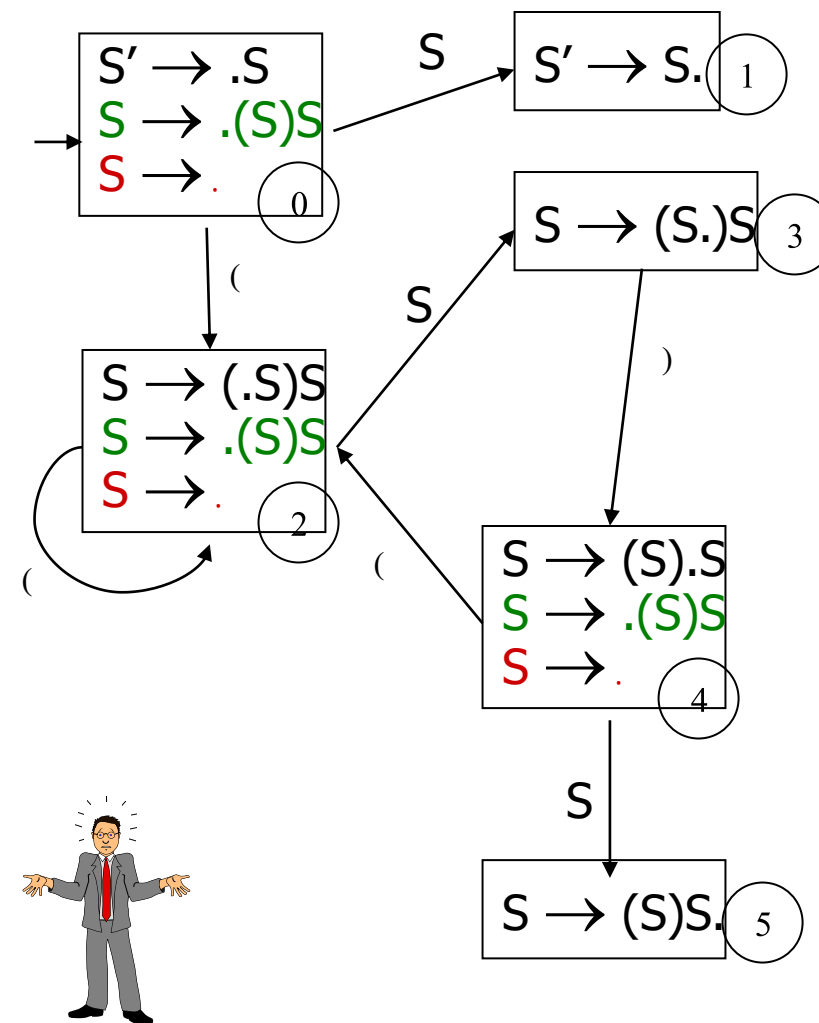 S′ → .S
S → .(S)S
S → .
0
S
S′ → S.
1
(
S
S → (S.)S
3
)
S → (.S)S
S → .(S)S
S → .
2
(
(
S → (S).S
S → .(S)S
S → .
4
S
S → (S)S.
5